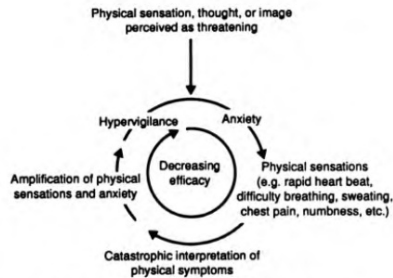 Physical sensation, thought, or image
perceived as threatening
Hypervigilance
Anxiety
Decreasing
efficacy
Physical sensations
(e.g. rapid heart beat,
difficulty breathing, sweating,
chest pain, numbness, etc.)
Amplification of physical
sensations and anxiety
Catastrophic interpretation of
physical symptoms